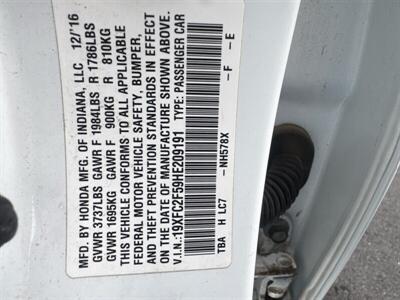 MFD. BY HONDA MFG. OF INDIANA, LLC 12/'16
GVWR 3737LBS GAWR F 1984LBS R 1786LBS
GVWR 1695KG GAWR F 900KG R 810KG
THIS VEHICLE CONFORMS TO ALL APPLICABLE
FEDERAL MOTOR VEHICLE SAFETY, BUMPER,
AND THEFT PREVENTION STANDARDS IN EFFECT
ON THE DATE OF MANUFACTURE SHOWN ABOVE.
V.I.N.:19XFC2F59HE209191 TYPE: PASSENGER CAR
TBA H LC7 – NH578X – F – E